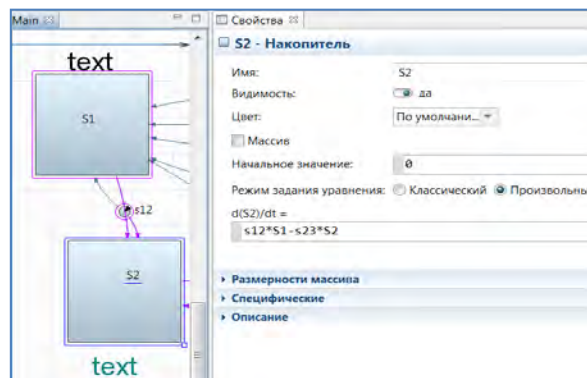 Main
text
S1
s12
S2
text
Свойства
S2 - Накопитель
Имя: S2
Видимость: да
Цвет: По умолчани...
Массив
Начальное значение: 0
Режим задания уравнения: Классический Произвольны
d(S2)/dt =
s12*S1-s23*S2
Размерности массива
Специфические
Описание